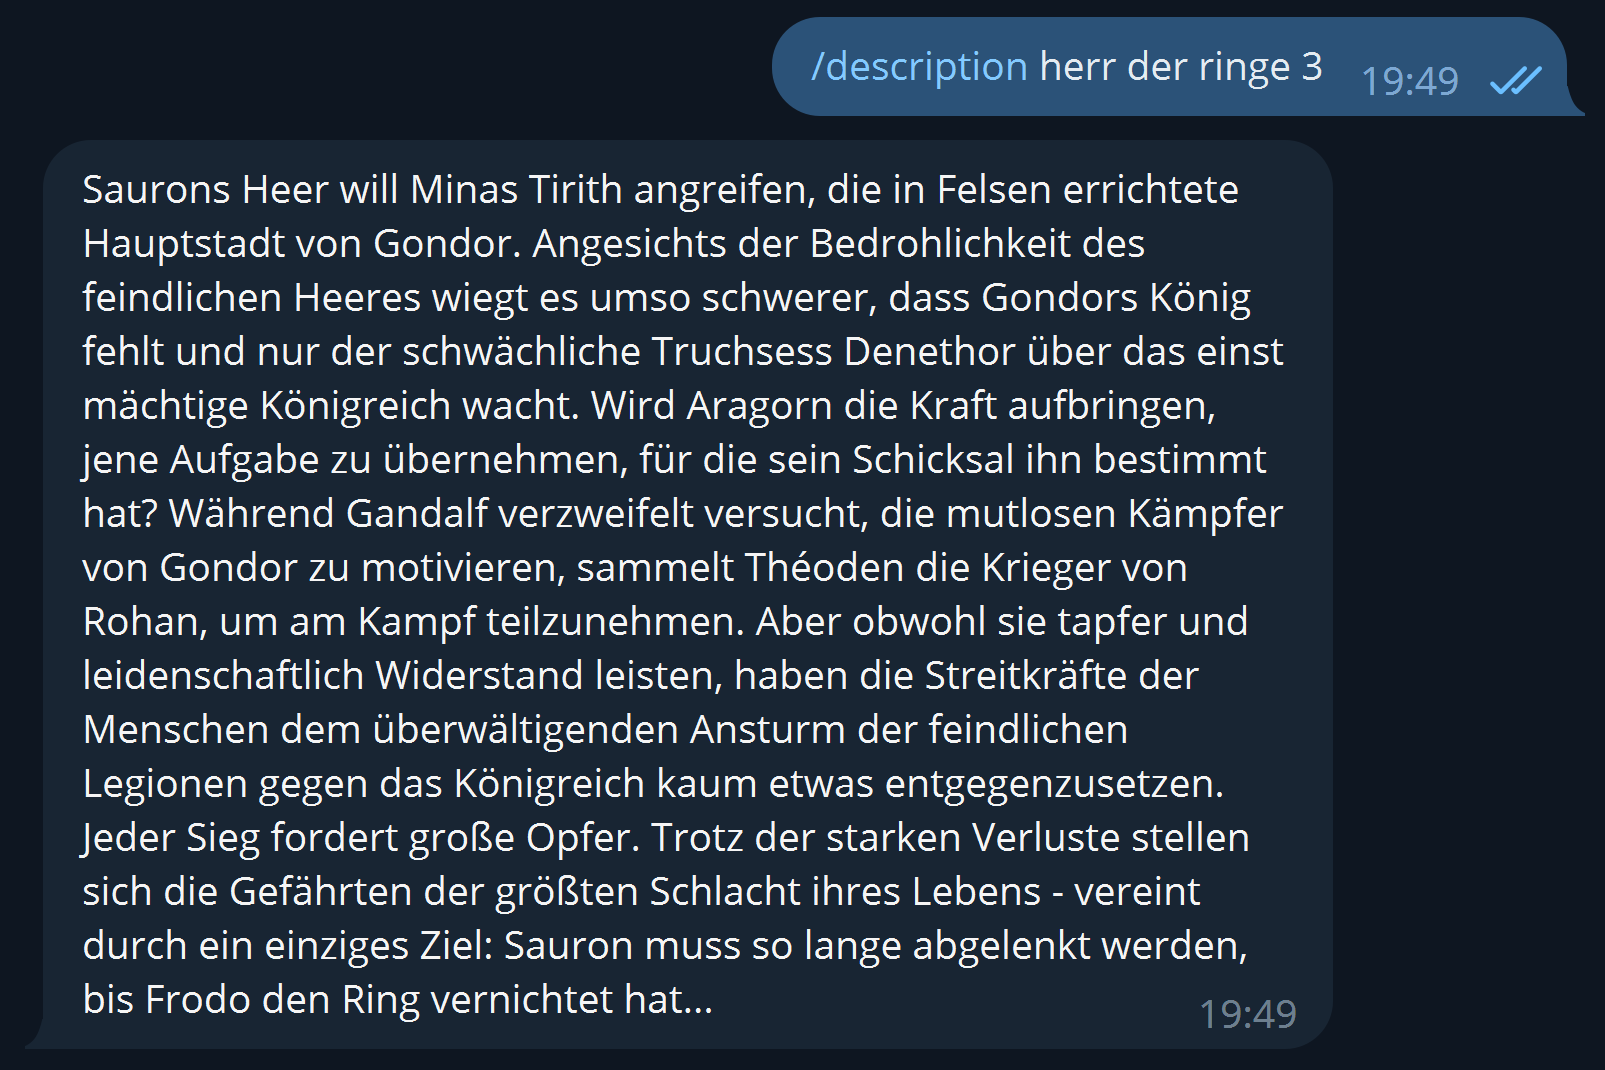 /description herr der ringe 3 19:49
Saurons Heer will Minas Tirith angreifen, die in Felsen errichtete
Hauptstadt von Gondor. Angesichts der Bedrohlichkeit des
feindlichen Heeres wiegt es umso schwerer, dass Gondors König
fehlt und nur der schwächliche Truchsess Denethor über das einst
mächtige Königreich wacht. Wird Aragorn die Kraft aufbringen,
jene Aufgabe zu übernehmen, für die sein Schicksal ihn bestimmt
hat? Während Gandalf verzweifelt versucht, die mutlosen Kämpfer
von Gondor zu motivieren, sammelt Théoden die Krieger von
Rohan, um am Kampf teilzunehmen. Aber obwohl sie tapfer und
leidenschaftlich Widerstand leisten, haben die Streitkräfte der
Menschen dem überwältigenden Ansturm der feindlichen
Legionen gegen das Königreich kaum etwas entgegenzusetzen.
Jeder Sieg fordert große Opfer. Trotz der starken Verluste stellen
sich die Gefährten der größten Schlacht ihres Lebens - vereint
durch ein einziges Ziel: Sauron muss so lange abgelenkt werden,
bis Frodo den Ring vernichtet hat...
19:49